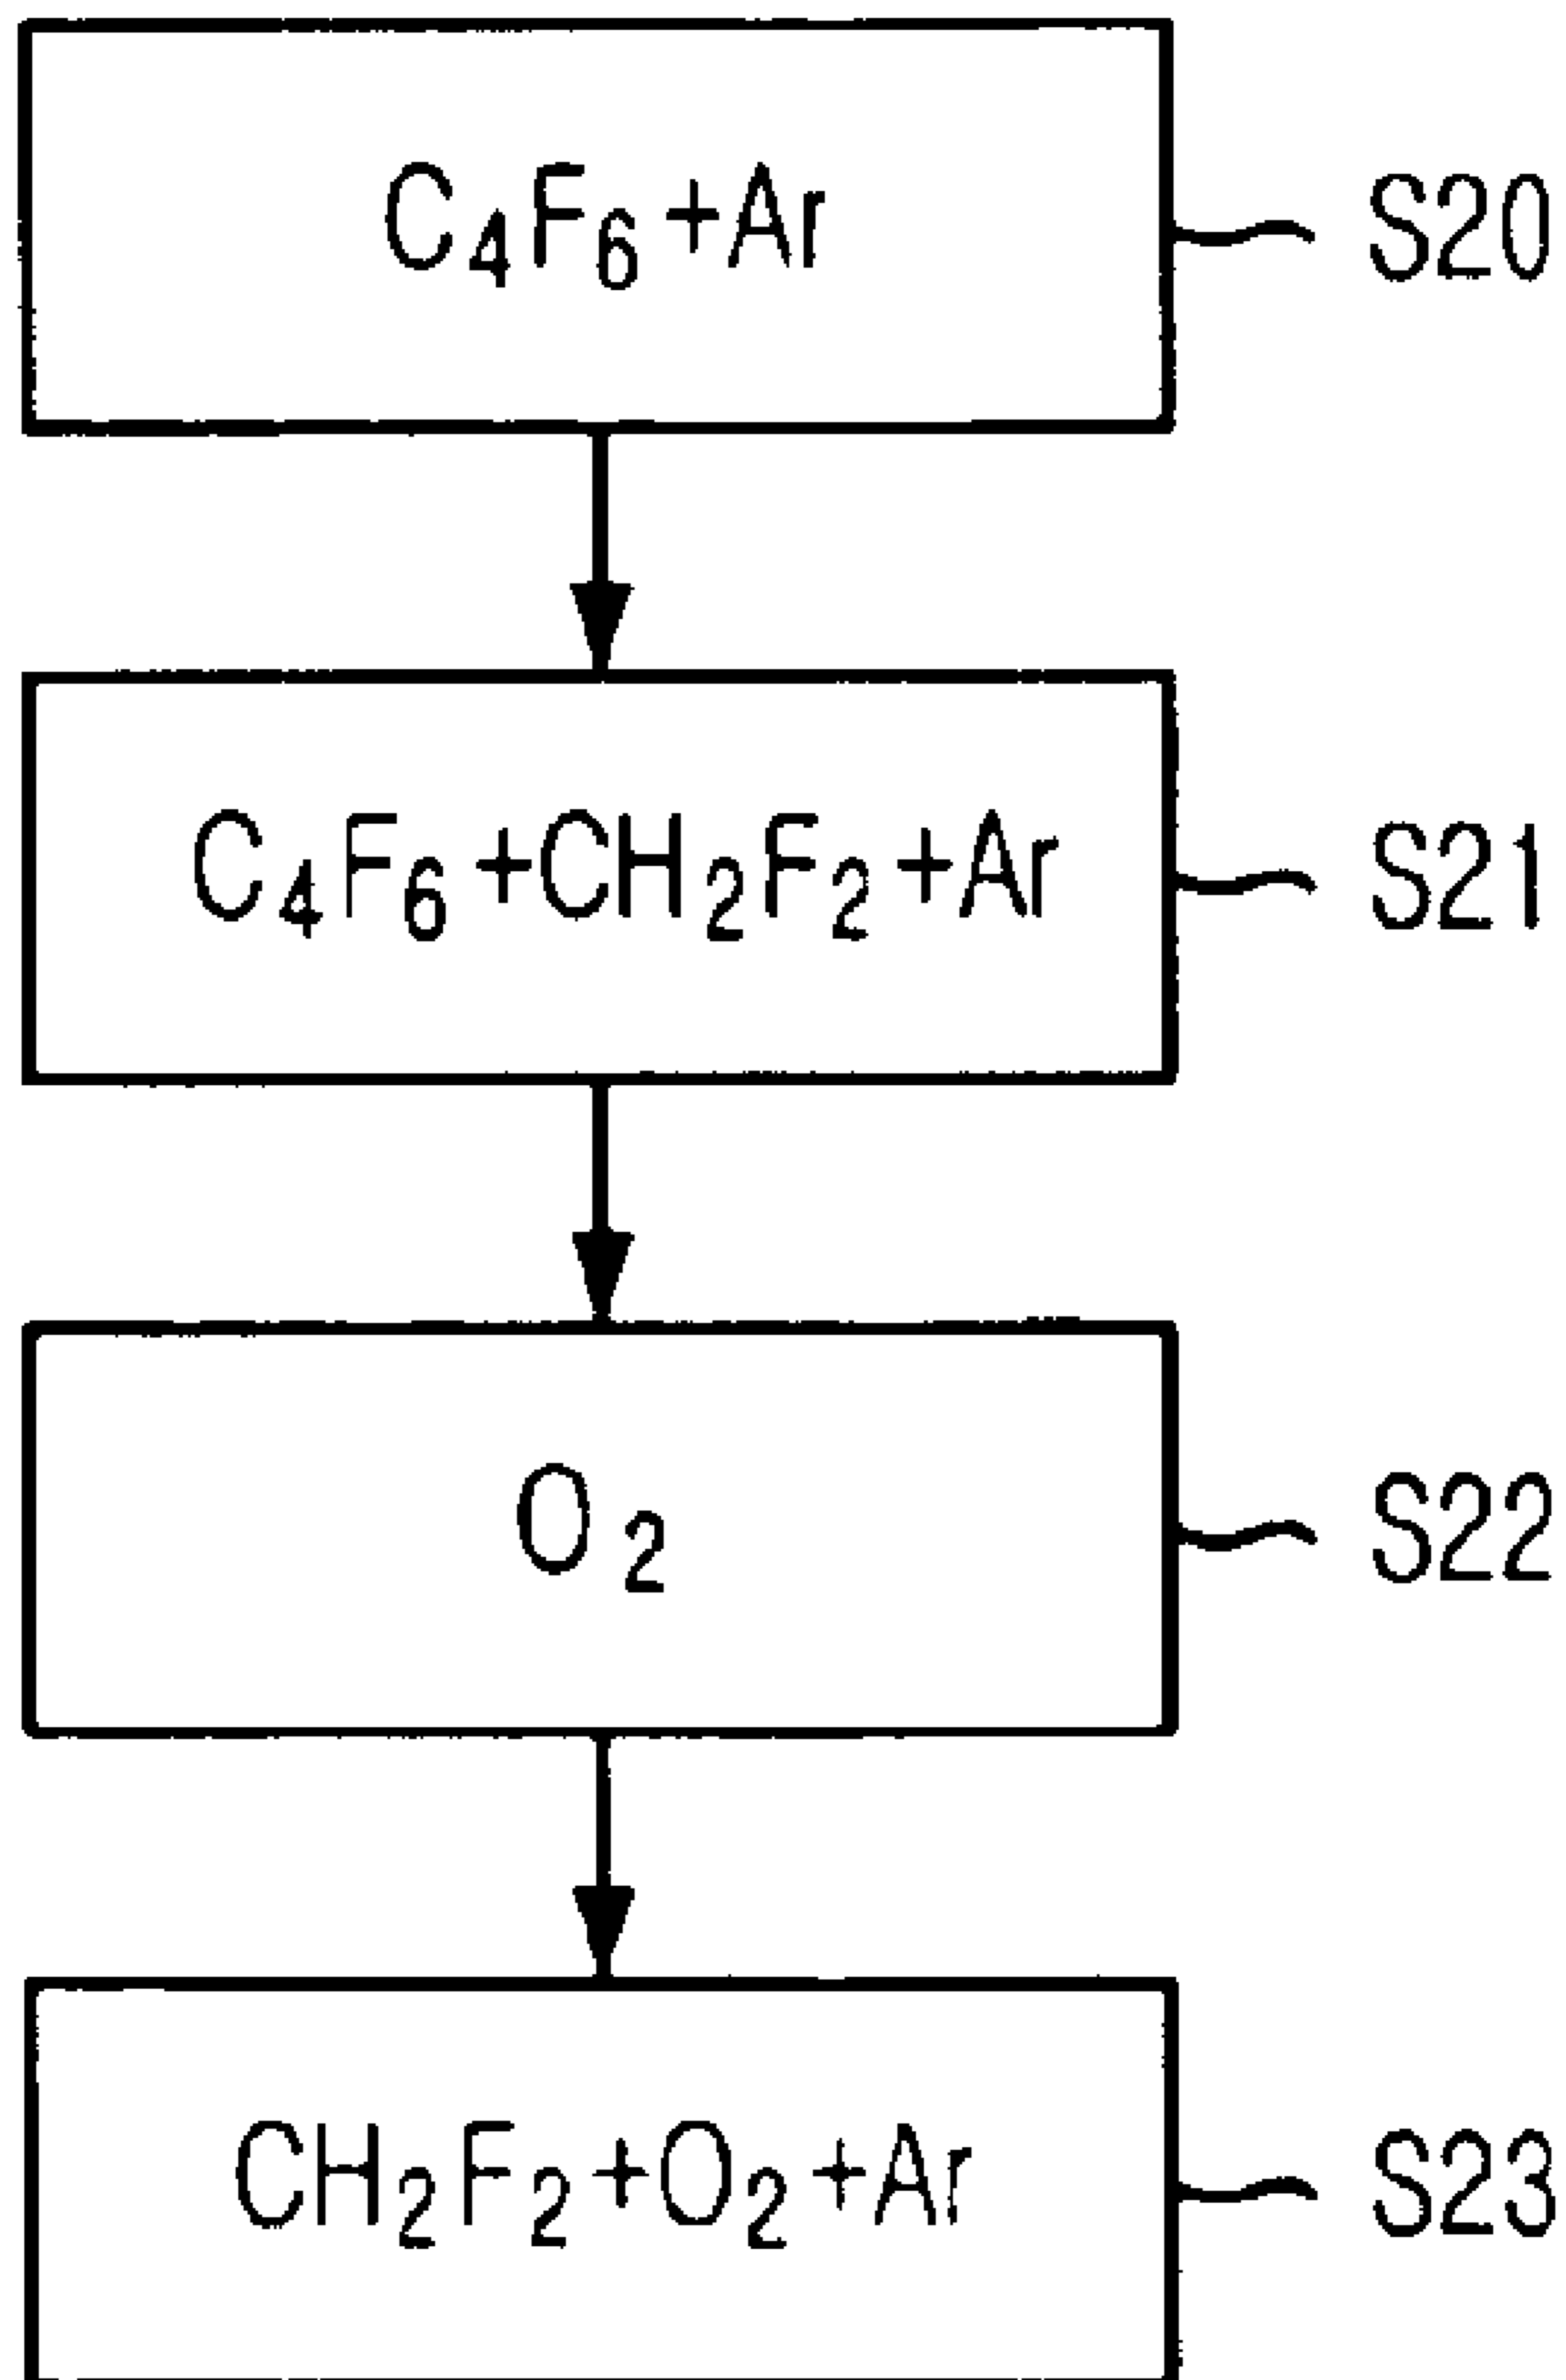 C₄F₆+Ar S20
C₄F₆+CH₂F₂+Ar S21
O₂ S22
CH₂F₂+O₂+Ar S23